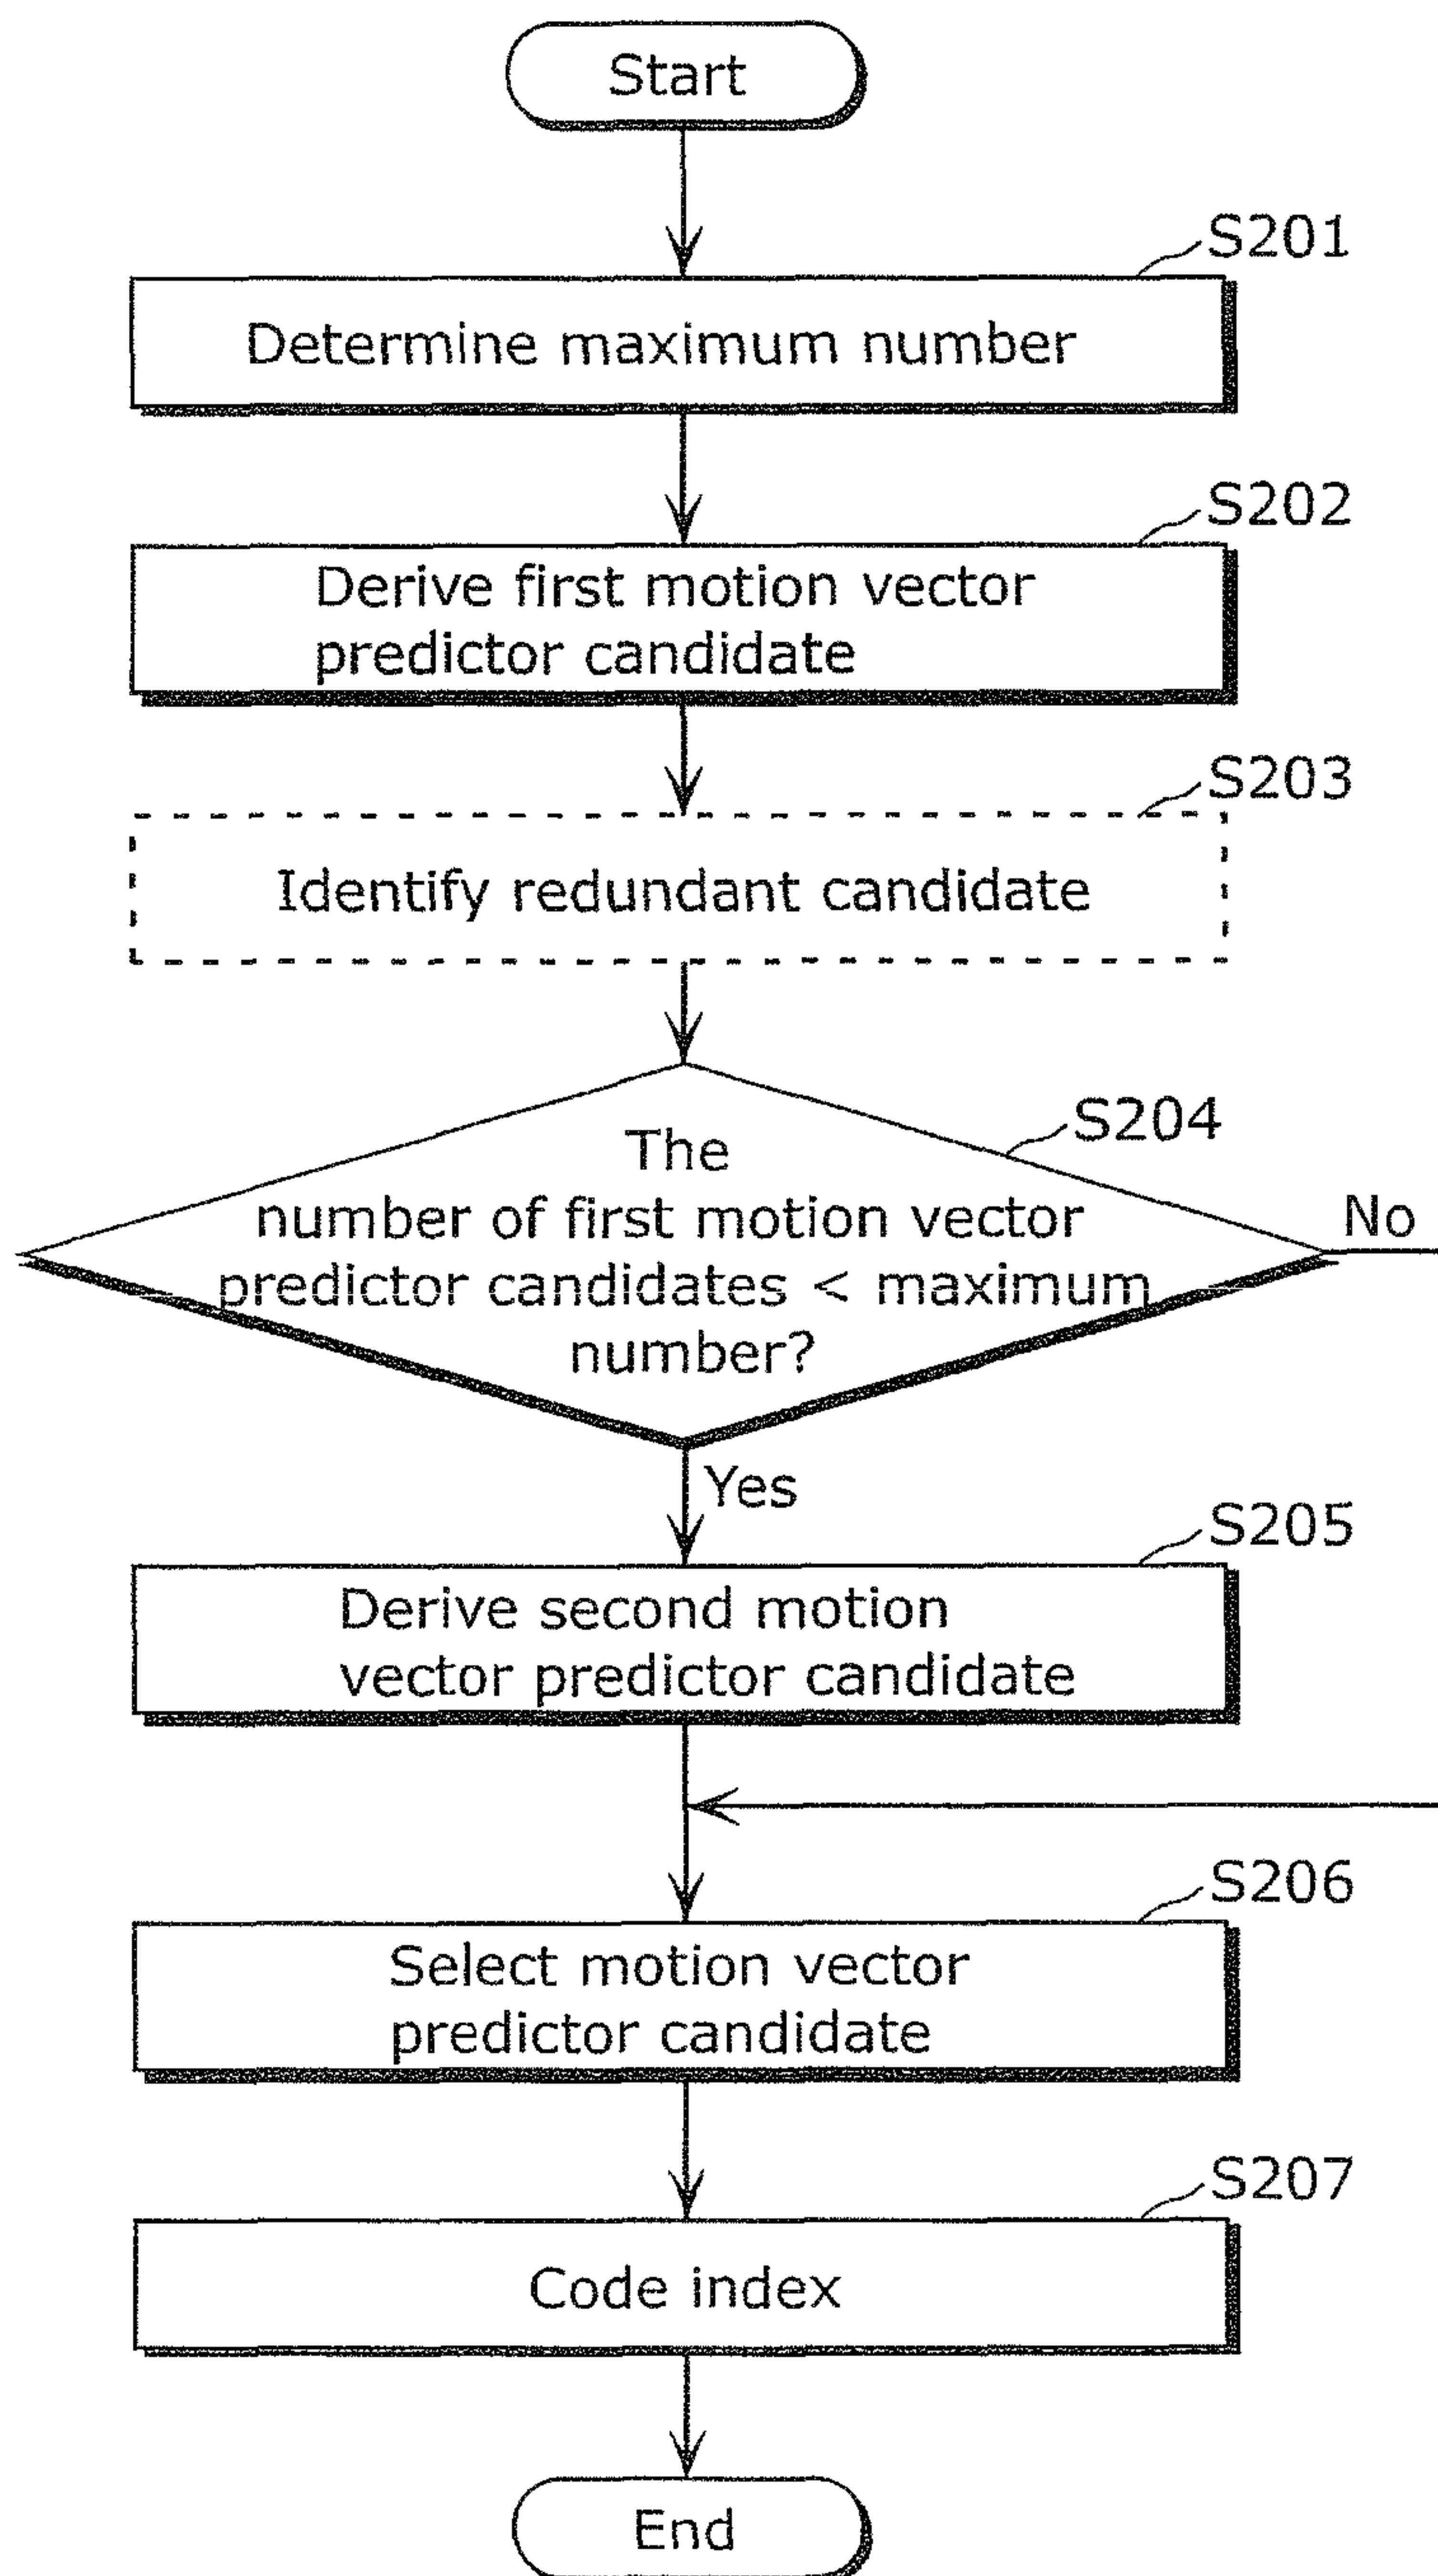 Start
S201
Determine maximum number
S202
Derive first motion vector
predictor candidate
S203
Identify redundant candidate
S204
The
number of first motion vector
predictor candidates < maximum
number?
No
Yes
S205
Derive second motion
vector predictor candidate
S206
Select motion vector
predictor candidate
S207
Code index
End